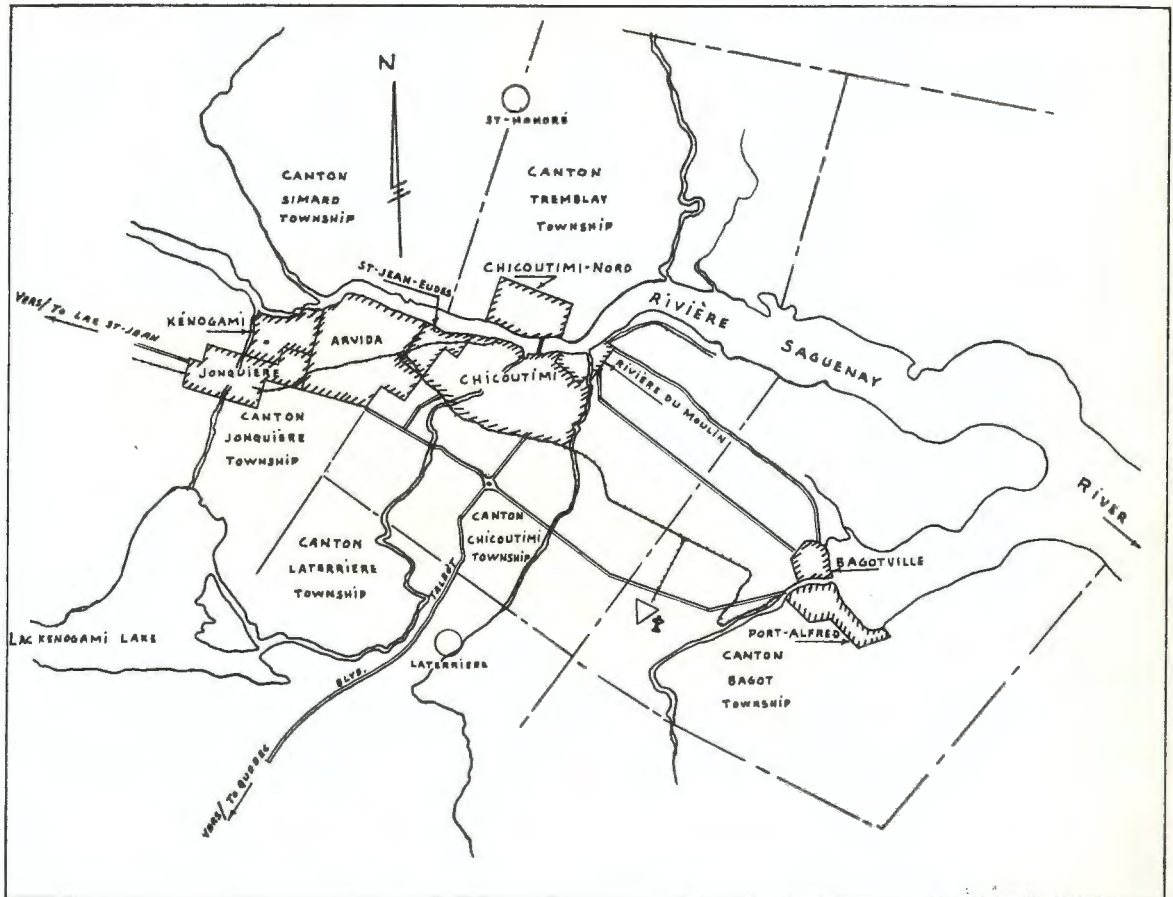 N
ST-HONORÉ
CANTON
SIMARD
TOWNSHIP
CANTON
TREMBLAY
TOWNSHIP
ST-JEAN-EUDES
CHICOUTIMI-NORD
VERS/TO LAC ST-JEAN
KÉNOGAMI
ARVIDA
RIVIÈRE
SAGUENAY
RIVER
JONQUIÈRE
CHICOUTIMI
RIVIÈRE DU MOULIN
CANTON
JONQUIÈRE
TOWNSHIP
CANTON
CHICOUTIMI
TOWNSHIP
CANTON
LATERRIÈRE
TOWNSHIP
TALBOT
BLVD.
BAGOTVILLE
LAC KENOGAMI LAKE
LATERRIÈRE
PORT-ALFRED
CANTON
BAGOT
TOWNSHIP
VERS/TO QUEBEC